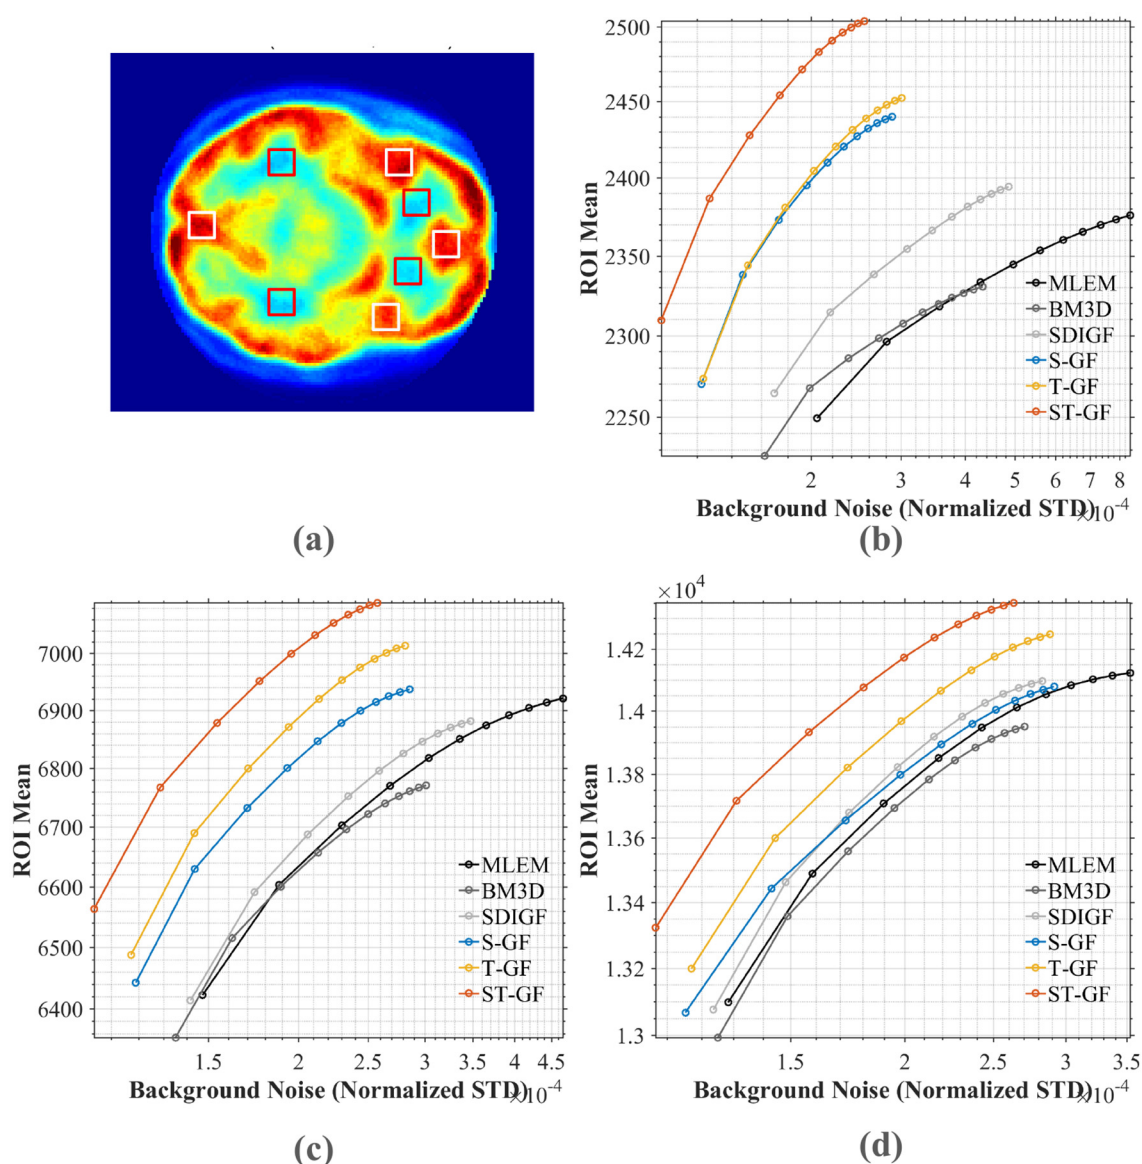 (a)
2500
2450
2400
2350
2300
2250
ROI Mean
MLEM
BM3D
SDIGF
S-GF
T-GF
ST-GF
2 3 4 5 6 7 8
Background Noise (Normalized STD)
×10⁻⁴
(b)
7000
6900
6800
6700
6600
6500
6400
ROI Mean
MLEM
BM3D
SDIGF
S-GF
T-GF
ST-GF
1.5 2 2.5 3 3.5 4 4.5
Background Noise (Normalized STD)
×10⁻⁴
(c)
×10⁴
1.42
1.4
1.38
1.36
1.34
1.32
1.3
ROI Mean
MLEM
BM3D
SDIGF
S-GF
T-GF
ST-GF
1.5 2 2.5 3 3.5
Background Noise (Normalized STD)
×10⁻⁴
(d)